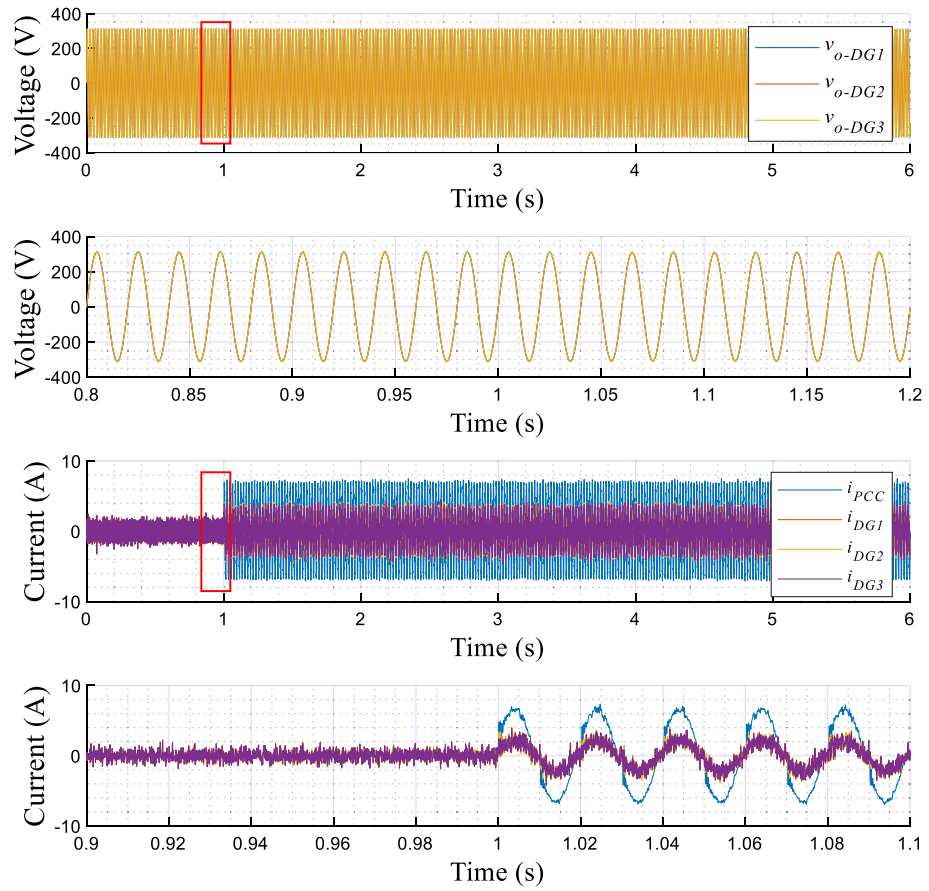 400
200
0
-200
-400
Voltage (V)
v_{o-DG1}
v_{o-DG2}
v_{o-DG3}
0 1 2 3 4 5 6
Time (s)
400
200
0
-200
-400
Voltage (V)
0.8 0.85 0.9 0.95 1 1.05 1.1 1.15 1.2
Time (s)
10
0
-10
Current (A)
i_{PCC}
i_{DG1}
i_{DG2}
i_{DG3}
0 1 2 3 4 5 6
Time (s)
10
0
-10
Current (A)
0.9 0.92 0.94 0.96 0.98 1 1.02 1.04 1.06 1.08 1.1
Time (s)